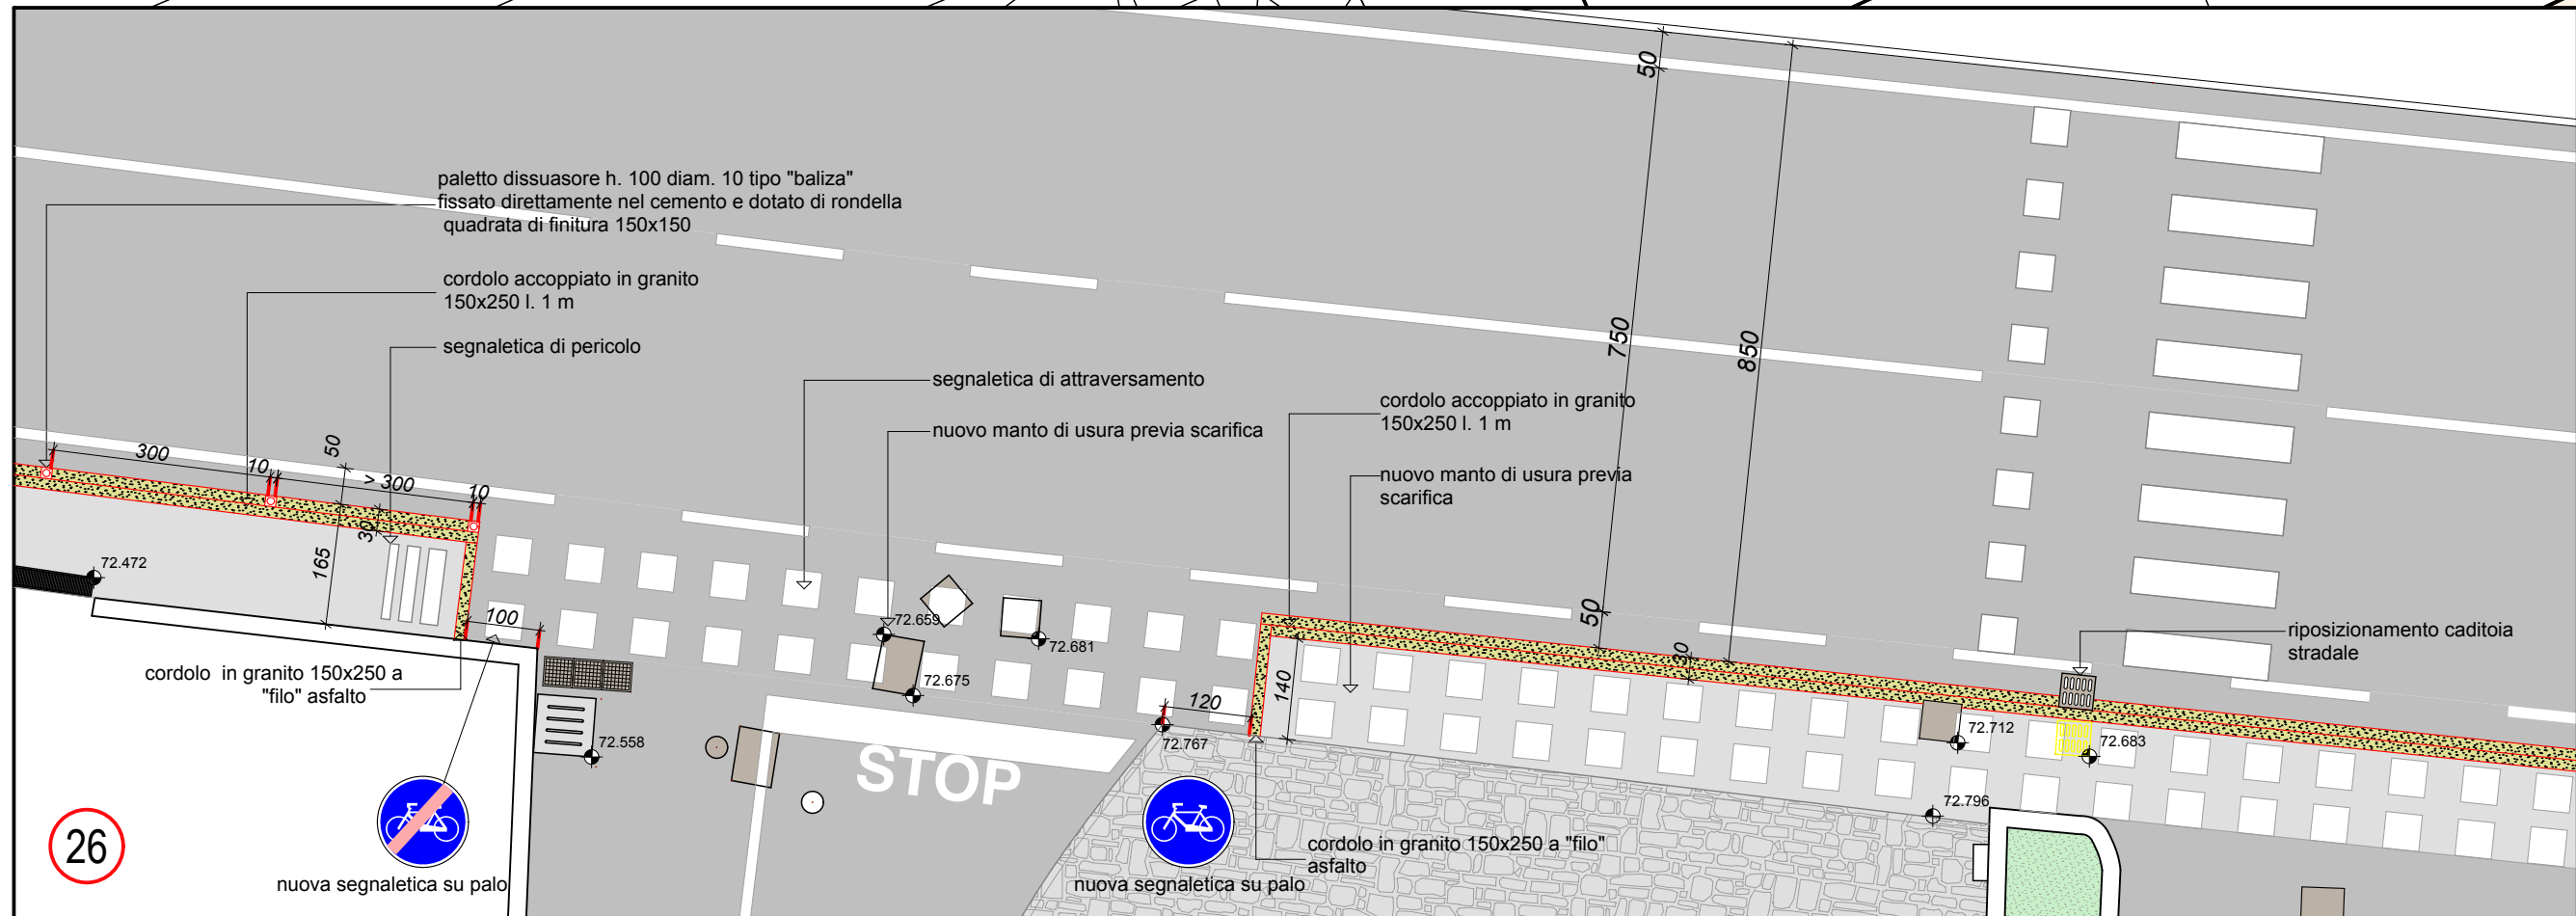 50
paletto dissuasore h. 100 diam. 10 tipo "baliza"
fissato direttamente nel cemento e dotato di rondella
quadrata di finitura 150x150
cordolo accoppiato in granito
150x250 l. 1 m
segnaletica di pericolo
750
850
segnaletica di attraversamento
nuovo manto di usura previa scarifica
cordolo accoppiato in granito
150x250 l. 1 m
nuovo manto di usura previa
scarifica
300
10
50
> 300
10
30
165
72.472
100
cordolo in granito 150x250 a
"filo" asfalto
72.659
72.681
72.675
50
30
140
120
72.767
riposizionamento caditoia
stradale
72.712
72.683
72.558
STOP
72.796
26
nuova segnaletica su palo
nuova segnaletica su palo
cordolo in granito 150x250 a "filo"
asfalto